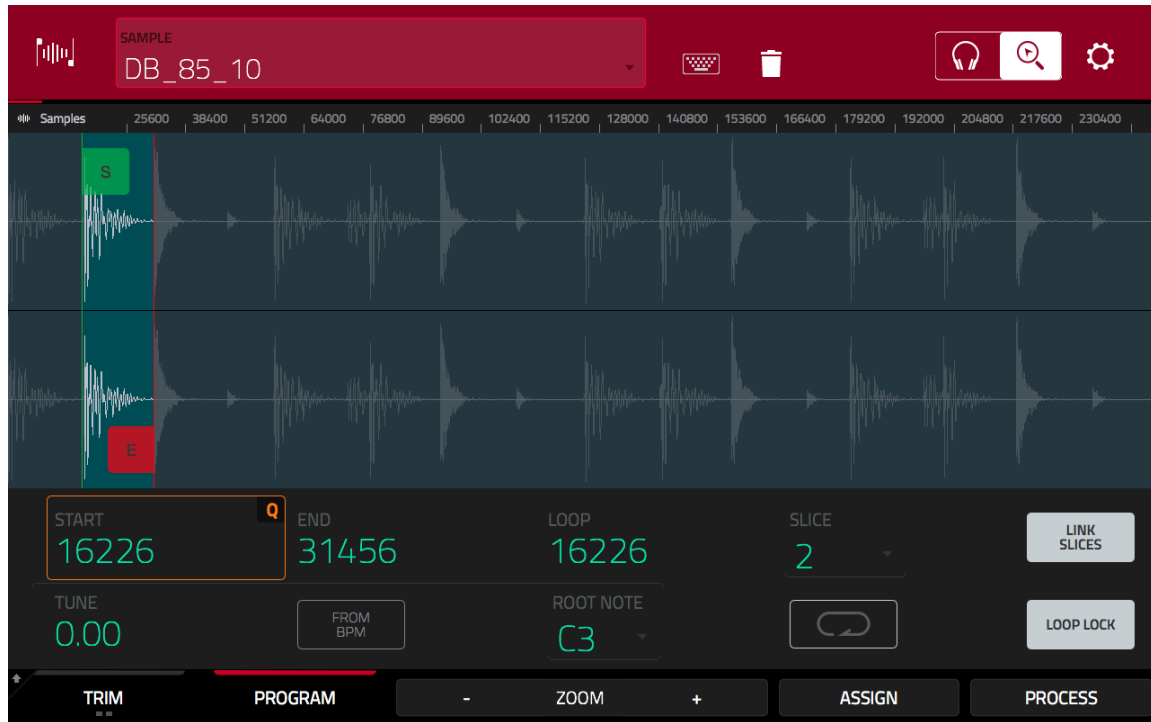 SAMPLE
DB_85_10
Samples 25600 38400 51200 64000 76800 89600 102400 115200 128000 140800 153600 166400 179200 192000 204800 217600 230400
S
E
START Q END LOOP SLICE
16226 31456 16226 2
LINK
SLICES
TUNE ROOT NOTE
0.00 C3
FROM
BPM
LOOP LOCK
TRIM PROGRAM - ZOOM + ASSIGN PROCESS